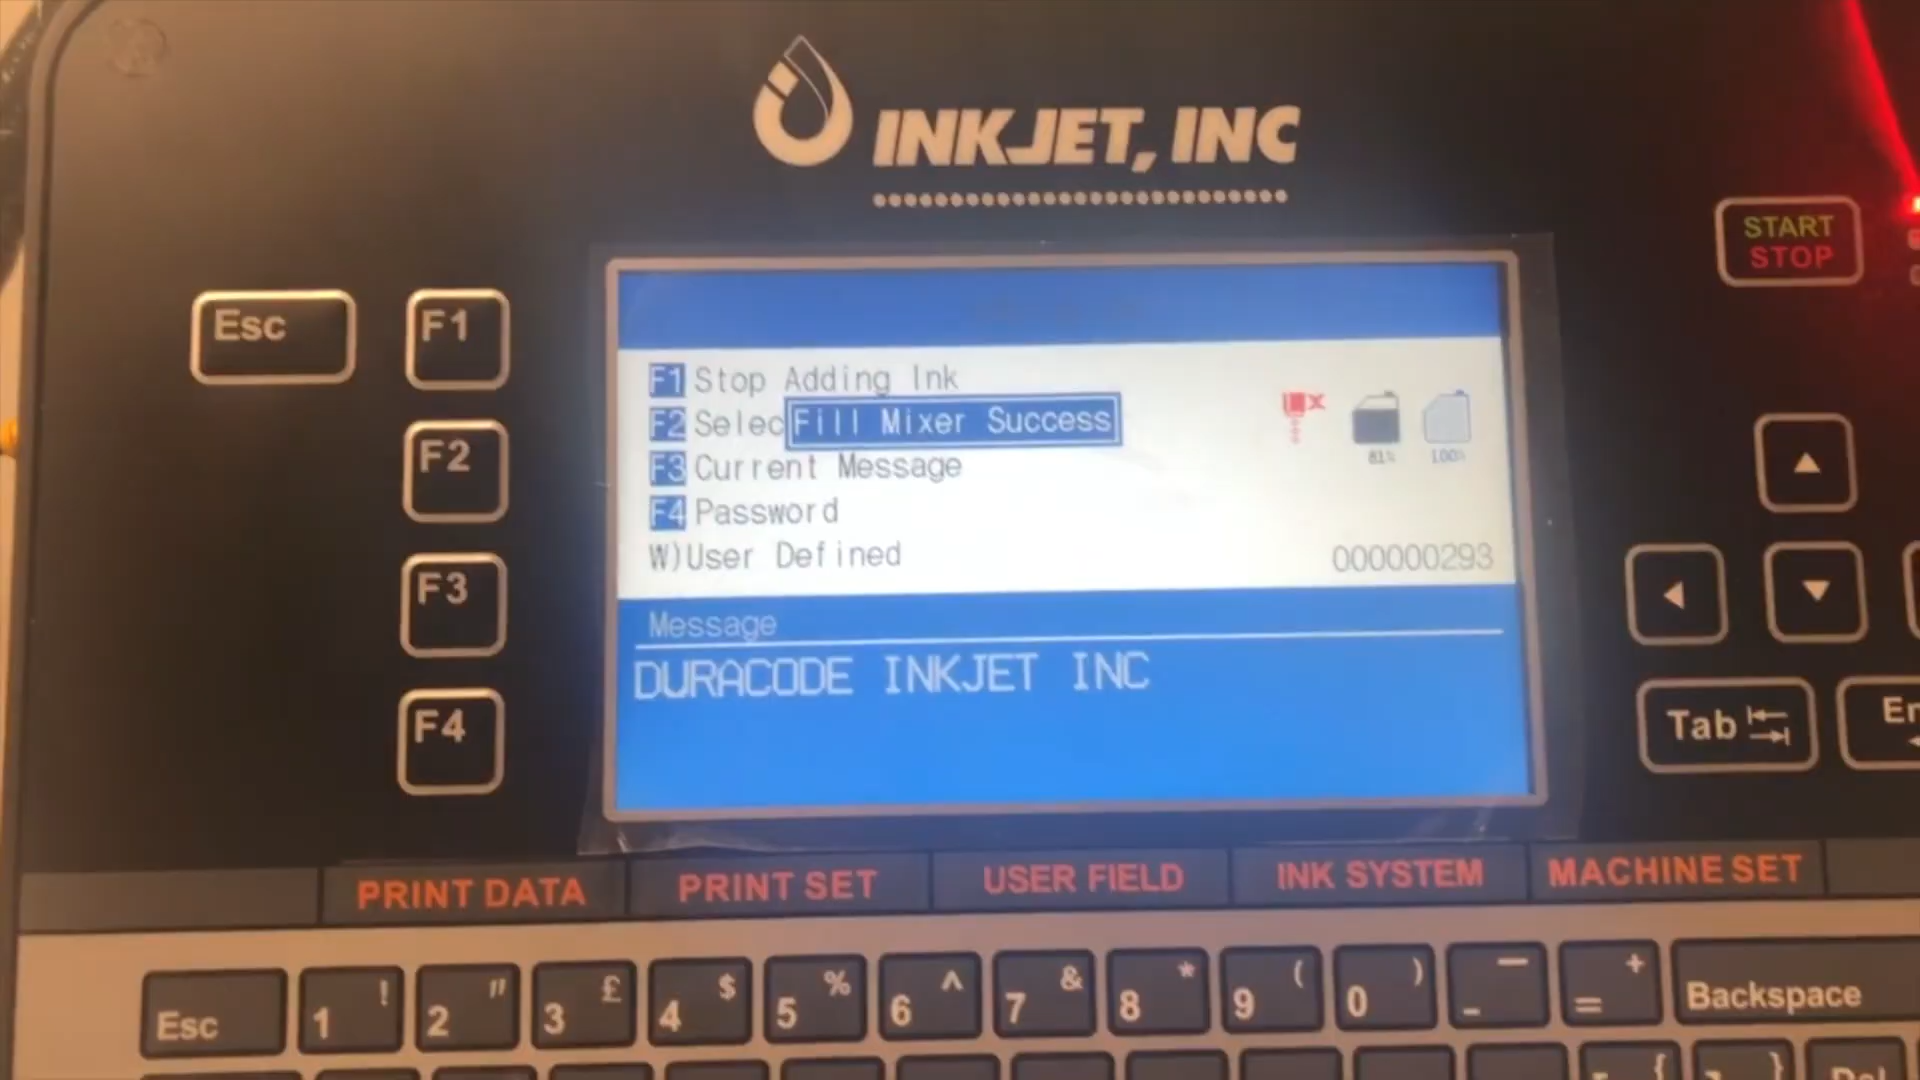 INKJET, INC
START
STOP
Esc
F1
F2
F3
F4
F1 Stop Adding Ink
F2 Selec
Fill Mixer Success
F3 Current Message
F4 Password
W)User Defined
000000293
81%
100%
Message
DURACODE INKJET INC
Tab
PRINT DATA
PRINT SET
USER FIELD
INK SYSTEM
MACHINE SET
Esc
! 1
" 2
£ 3
$ 4
% 5
^ 6
& 7
* 8
( 9
) 0
— -
+ =
Backspace
{
}